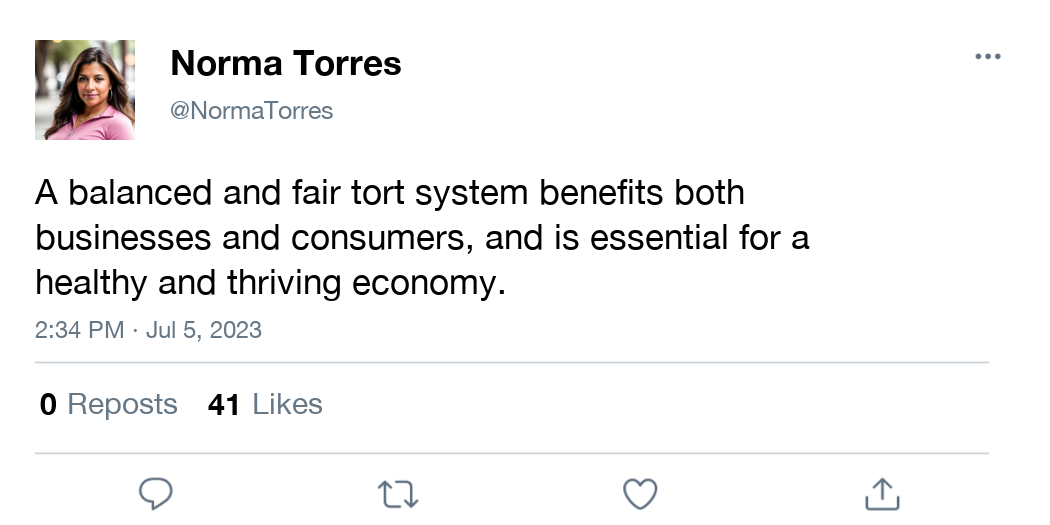 Norma Torres
@NormaTorres
A balanced and fair tort system benefits both
businesses and consumers, and is essential for a
healthy and thriving economy.
2:34 PM · Jul 5, 2023
0 Reposts 41 Likes